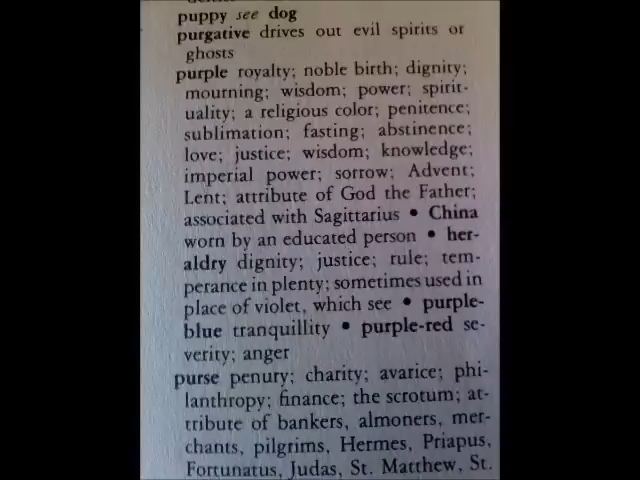 puppy see dog
purgative drives out evil spirits or
ghosts
purple royalty; noble birth; dignity;
mourning; wisdom; power; spirit-
uality; a religious color; penitence;
sublimation; fasting; abstinence;
love; justice; wisdom; knowledge;
imperial power; sorrow; Advent;
Lent; attribute of God the Father;
associated with Sagittarius • China
worn by an educated person • her-
aldry dignity; justice; rule; tem-
perance in plenty; sometimes used in
place of violet, which see • purple-
blue tranquillity • purple-red se-
verity; anger
purse penury; charity; avarice; phi-
lanthropy; finance; the scrotum; at-
tribute of bankers, almoners, mer-
chants, pilgrims, Hermes, Priapus,
Fortunatus, Judas, St. Matthew, St.